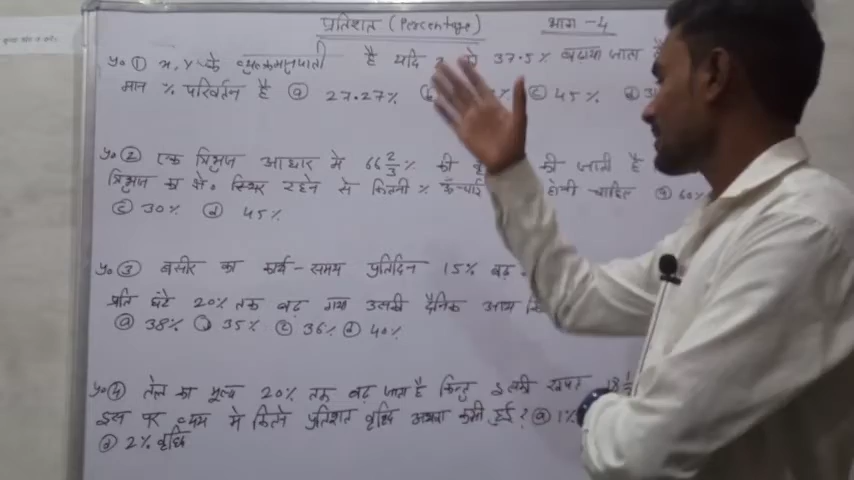 प्रतिशत (Percentage) भाग -4
प्र० ① x, y के व्युत्क्रमानुपाती है यदि को 37.5% बढ़ाया जाता
मान % परिवर्तन है ⓐ 27.27% ⓒ 45% ⓓ
प्र० ② एक त्रिभुज आधार मे 66 2/3 % की की जाती है
त्रिभुज का क्षे० स्थिर रहने से कितनी % ऊँचाई होनी चाहिए ⓐ 60%
ⓒ 30% ⓓ 45%
प्र० ③ बसीर का कार्य-समय प्रतिदिन 15% बढ़
प्रति घंटे 20% तक बढ़ गया उसकी दैनिक आय
ⓐ 38% 35% ⓒ 36% ⓓ 40%
प्र० ④ तेल का मूल्य 20% तक बढ़ जाता है किन्तु इसकी खपत 18
इस पर व्यय मे कितने प्रतिशत वृद्धि अथवा कमी हुई? ⓐ 1%
ⓓ 2% वृद्धि